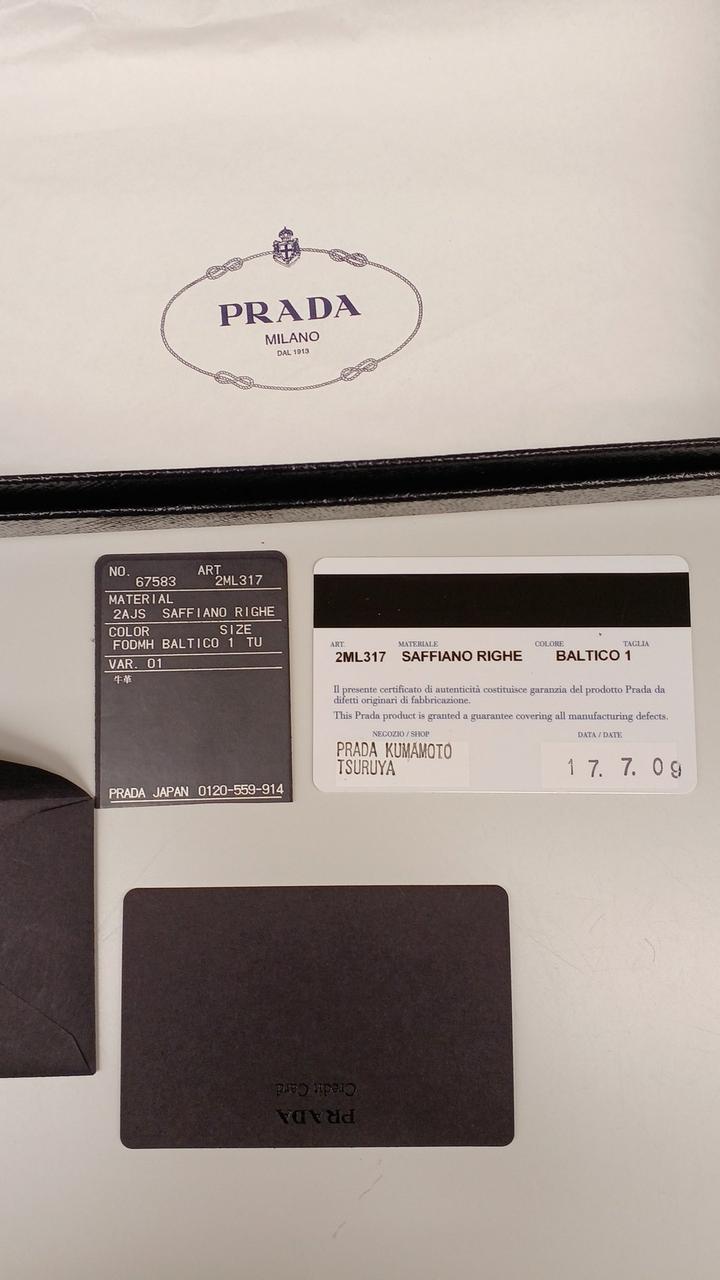 PRADA
MILANO
DAL 1913
NO. ART
67583 2ML317
MATERIAL
2AJS SAFFIANO RIGHE
COLOR SIZE
F0DMH BALTICO 1 TU
VAR. 01
牛革
PRADA JAPAN 0120-559-914
ART. MATERIALE COLORE TAGLIA
2ML317 SAFFIANO RIGHE BALTICO 1
Il presente certificato di autenticità costituisce garanzia del prodotto Prada da
difetti originari di fabbricazione.
This Prada product is granted a guarantee covering all manufacturing defects.
NEGOZIO / SHOP DATA / DATE
PRADA KUMAMOTO
TSURUYA
17. 7. 09
PRADA
Credit Card